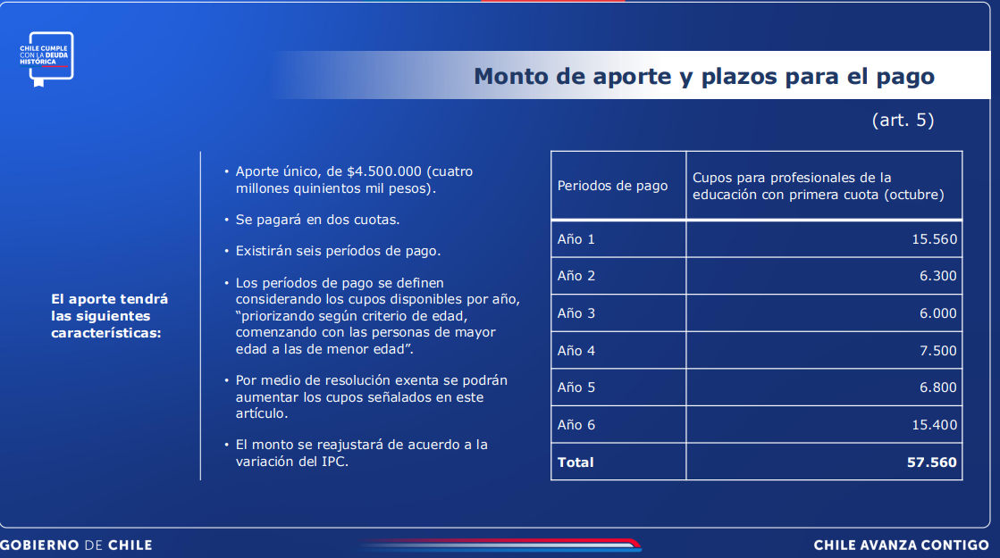 CHILE CUMPLE
CON LA DEUDA
HISTÓRICA
Monto de aporte y plazos para el pago
(art. 5)
El aporte tendrá
las siguientes
características:
• Aporte único, de $4.500.000 (cuatro
millones quinientos mil pesos).
• Se pagará en dos cuotas.
• Existirán seis períodos de pago.
• Los períodos de pago se definen
considerando los cupos disponibles por año,
“priorizando según criterio de edad,
comenzando con las personas de mayor
edad a las de menor edad”.
• Por medio de resolución exenta se podrán
aumentar los cupos señalados en este
artículo.
• El monto se reajustará de acuerdo a la
variación del IPC.
Periodos de pago
Cupos para profesionales de la
educación con primera cuota (octubre)
Año 1 15.560
Año 2 6.300
Año 3 6.000
Año 4 7.500
Año 5 6.800
Año 6 15.400
Total 57.560
GOBIERNO DE CHILE
CHILE AVANZA CONTIGO